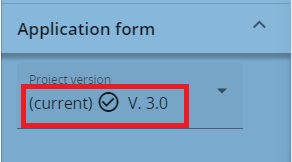 Application form
Project version
(current) V. 3.0